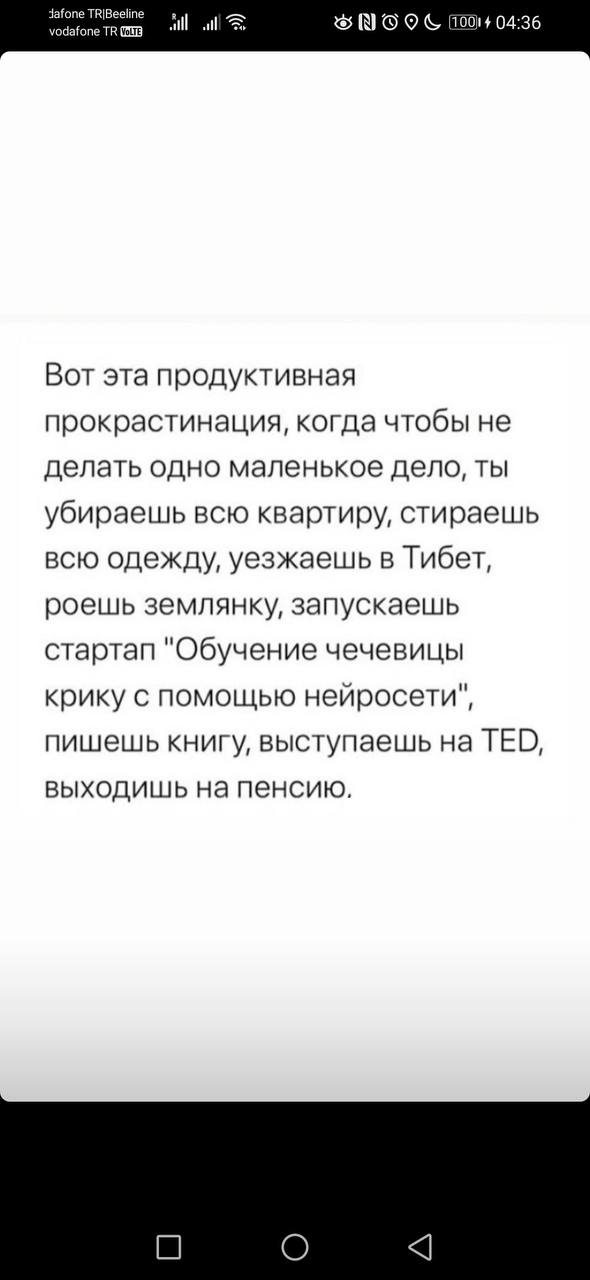 dafone TR|Beeline
vodafone TR VoLTE
R
100
04:36
Вот эта продуктивная
прокрастинация, когда чтобы не
делать одно маленькое дело, ты
убираешь всю квартиру, стираешь
всю одежду, уезжаешь в Тибет,
роешь землянку, запускаешь
стартап "Обучение чечевицы
крику с помощью нейросети",
пишешь книгу, выступаешь на TED,
выходишь на пенсию.